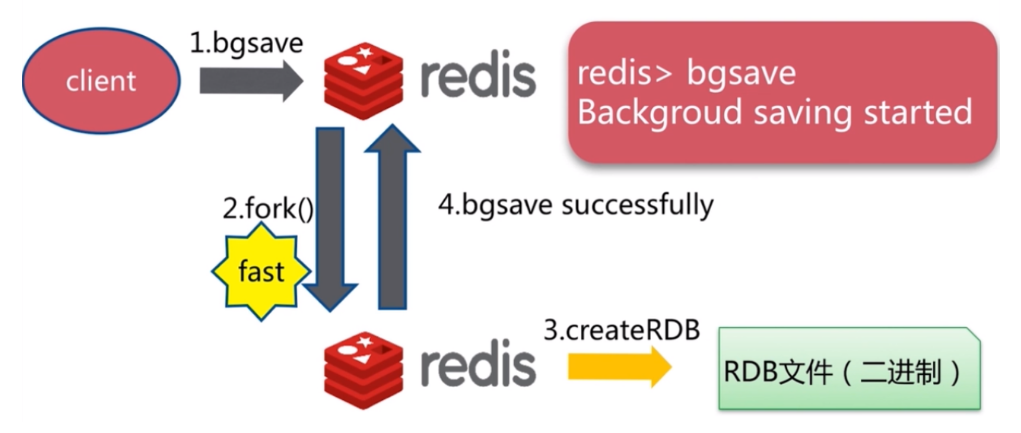 client
1.bgsave
redis
redis> bgsave
Backgroud saving started
2.fork()
fast
4.bgsave successfully
redis
3.createRDB
RDB文件（二进制）